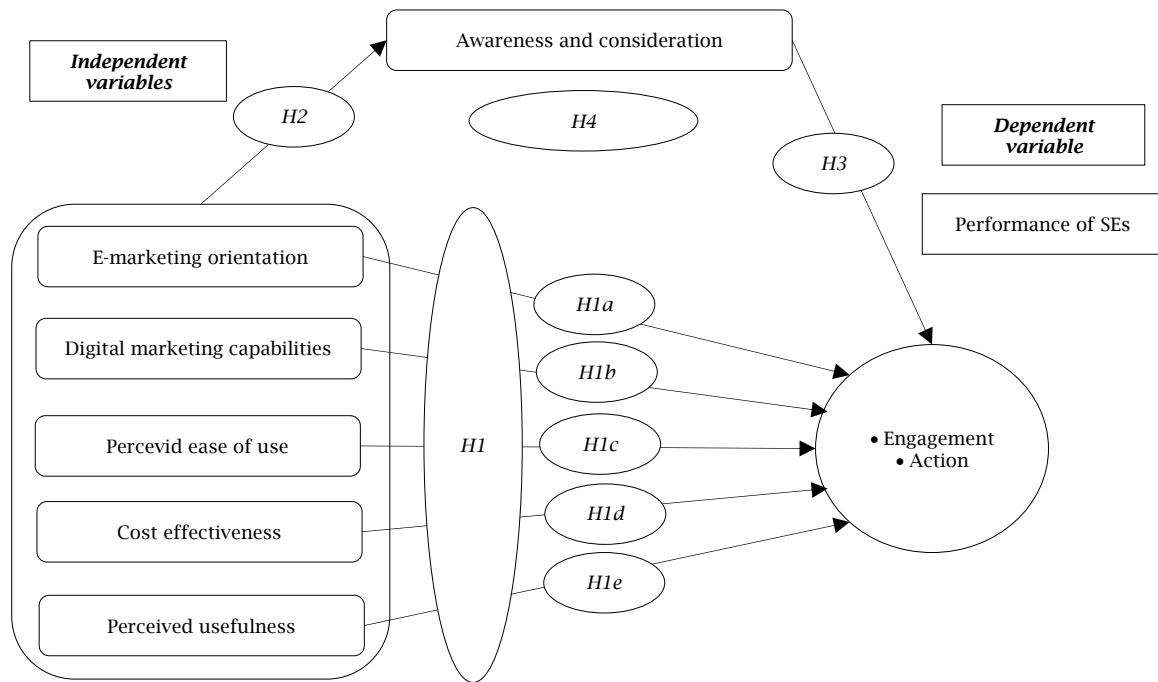 Awareness and consideration
Independent
variables
H2
H4
Dependent
variable
H3
Performance of SEs
E-marketing orientation
H1a
Digital marketing capabilities
H1b
Percevid ease of use
H1
H1c
• Engagement
• Action
Cost effectiveness
H1d
H1e
Perceived usefulness